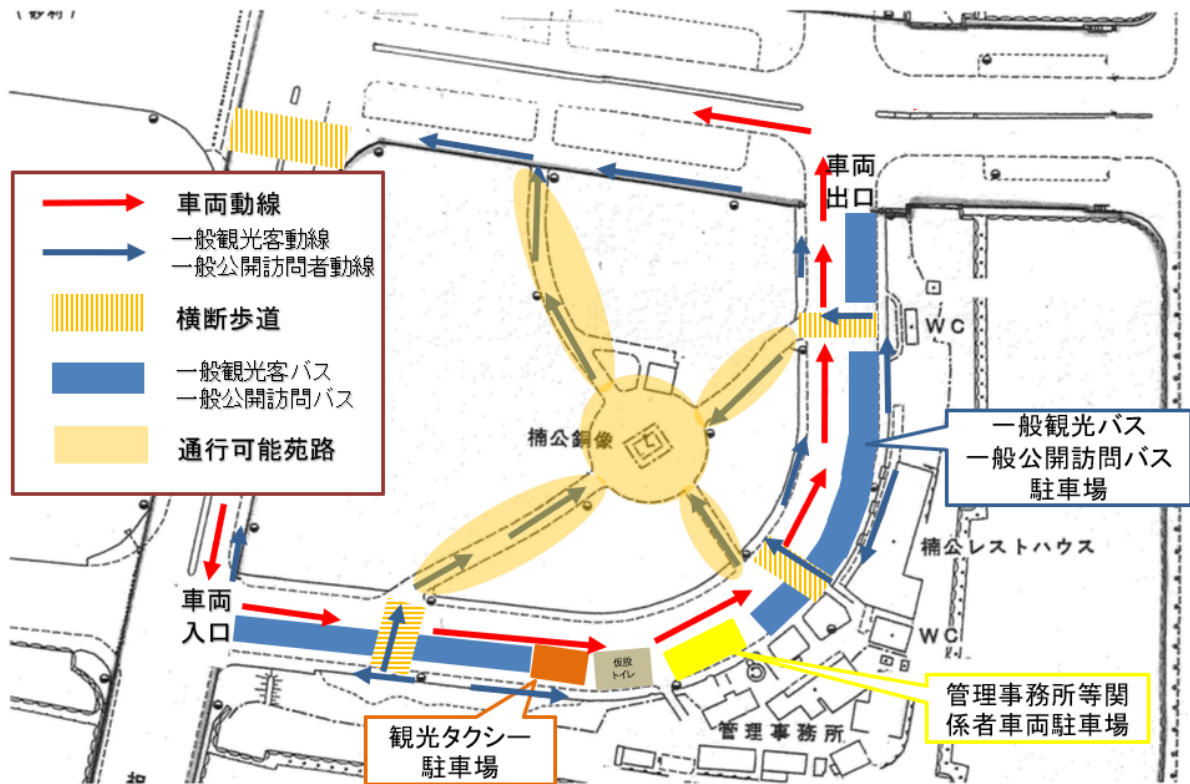 (砂利)
車両
出口
車両動線
一般観光客動線
一般公開訪問者動線
横断歩道
WC
一般観光客バス
一般公開訪問バス
通行可能苑路
楠公銅像
一般観光バス
一般公開訪問バス
駐車場
楠公レストハウス
車両
入口
WC
仮設
トイレ
管理事務所等関
係者車両駐車場
観光タクシー
駐車場
管理事務所